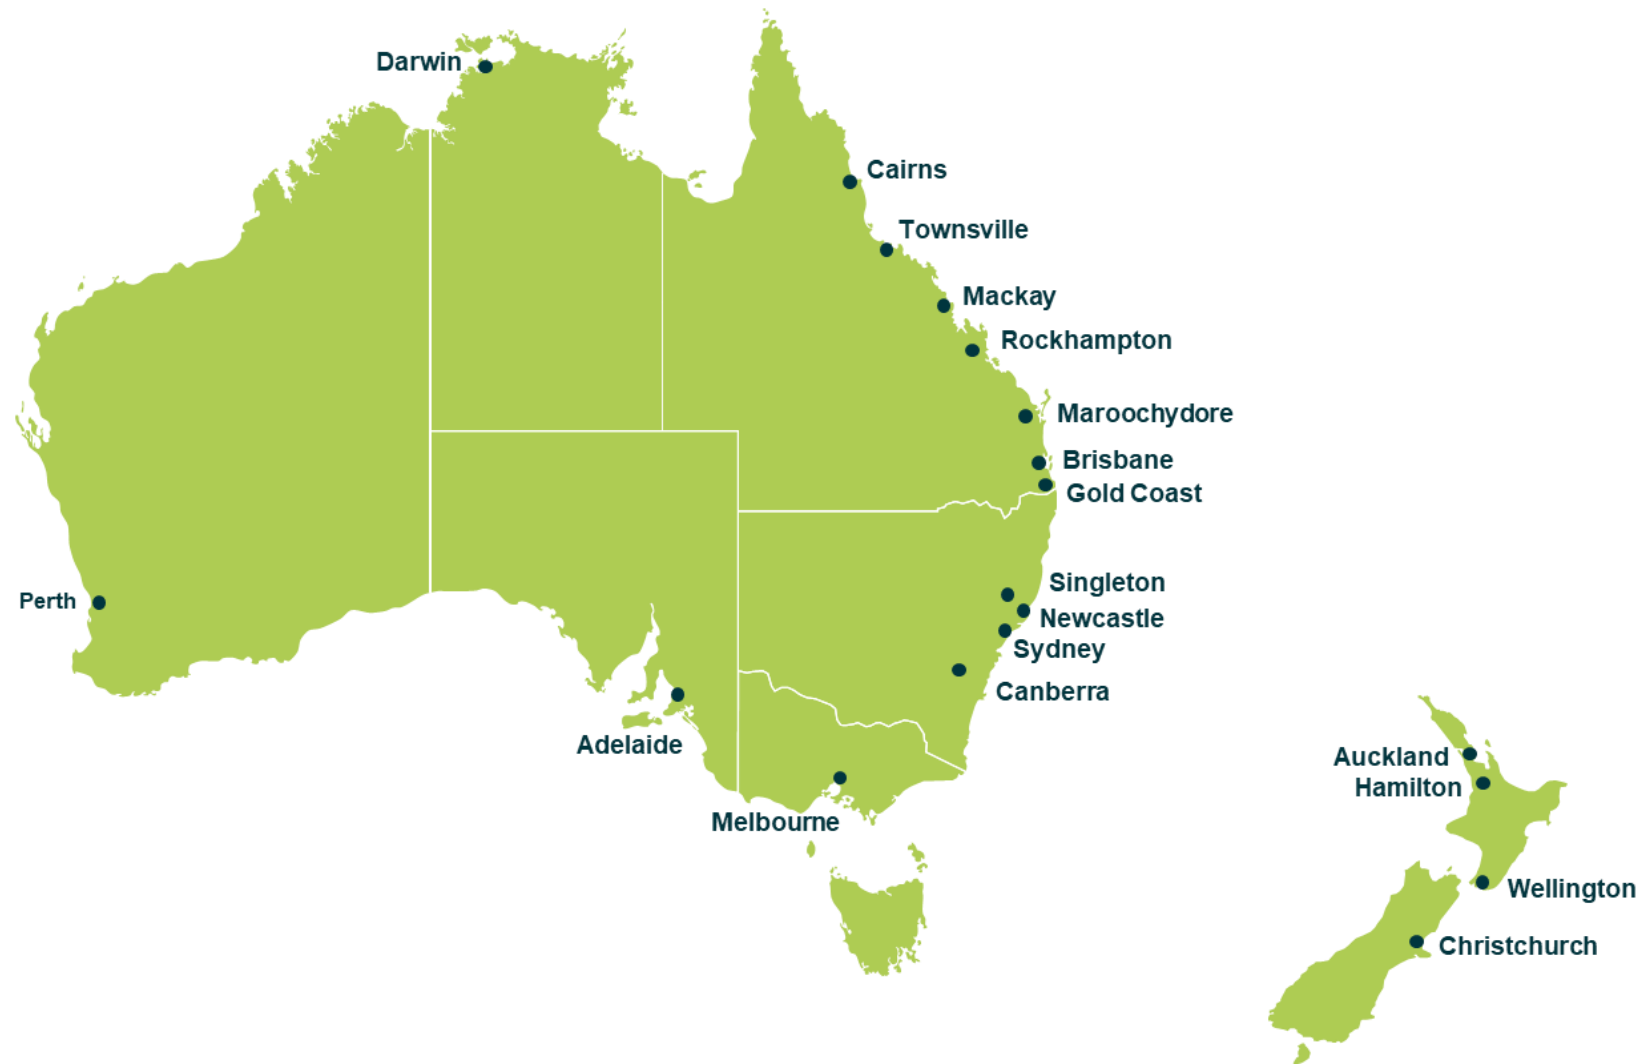 Darwin
Cairns
Townsville
Mackay
Rockhampton
Maroochydore
Brisbane
Gold Coast
Singleton
Perth
Newcastle
Sydney
Canberra
Adelaide
Auckland
Hamilton
Melbourne
Wellington
Christchurch